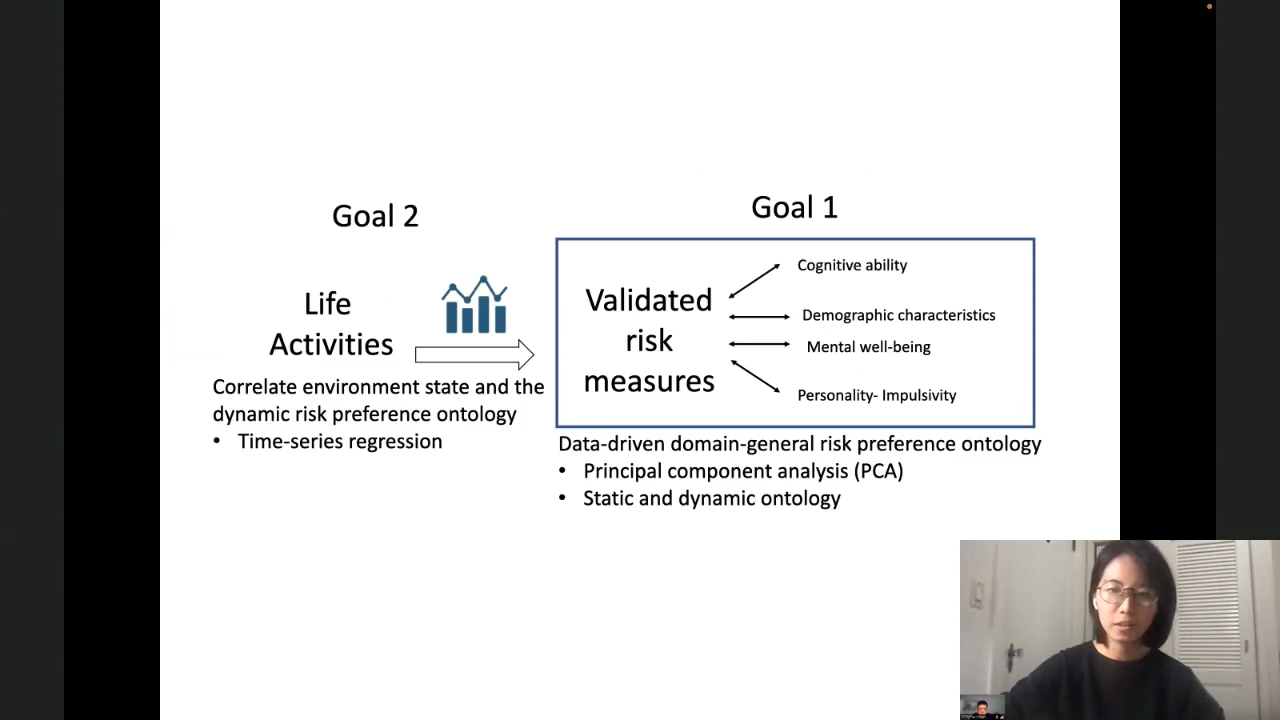 Goal 2
Goal 1
Life
Activities
Correlate environment state and the
dynamic risk preference ontology
• Time-series regression
Validated
risk
measures
Cognitive ability
Demographic characteristics
Mental well-being
Personality- Impulsivity
Data-driven domain-general risk preference ontology
• Principal component analysis (PCA)
• Static and dynamic ontology